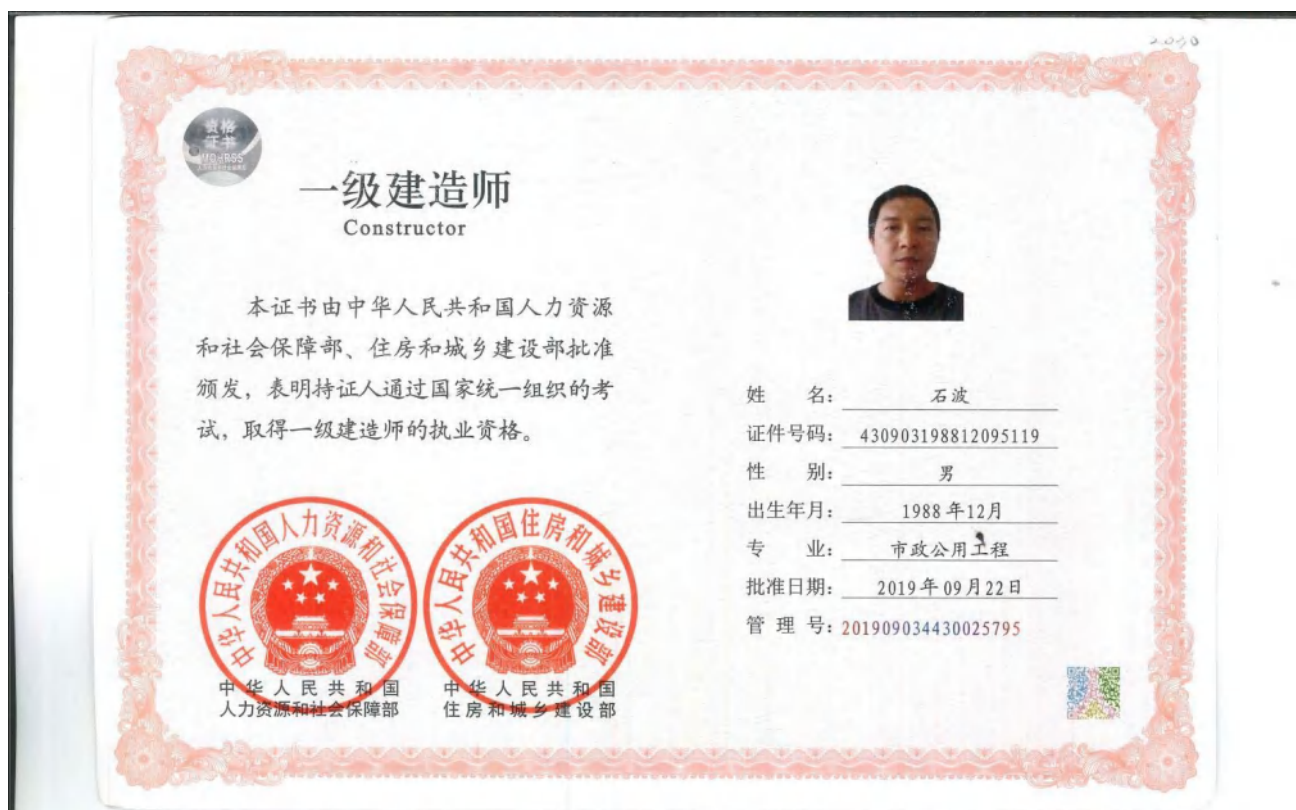 2030
资格
证书
MOHRSS
一级建造师
Constructor
本证书由中华人民共和国人力资源
和社会保障部、住房和城乡建设部批准
颁发，表明持证人通过国家统一组织的考
试，取得一级建造师的执业资格。
姓 名：石波
证件号码：430903198812095119
性 别：男
出生年月：1988年12月
专 业：市政公用工程
批准日期：2019年09月22日
管 理 号：201909034430025795
中华人民共和国人力资源和社会保障部
中华人民共和国住房和城乡建设部
中华人民共和国
人力资源和社会保障部
中华人民共和国
住房和城乡建设部